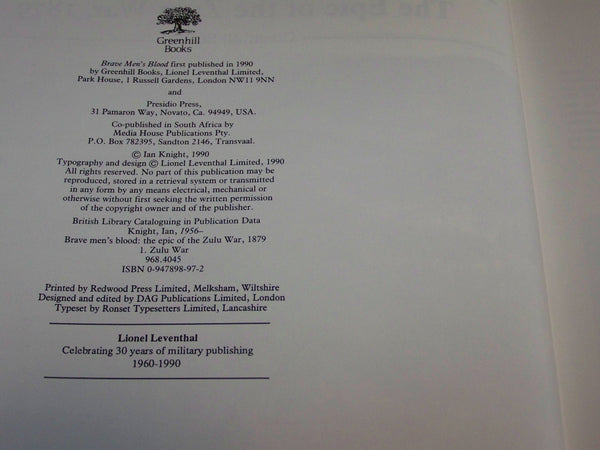 Greenhill
Books
Brave Men's Blood first published in 1990
by Greenhill Books, Lionel Leventhal Limited,
Park House, 1 Russell Gardens, London NW11 9NN
and
Presidio Press,
31 Pamaron Way, Novato, Ca. 94949, USA.
Co-published in South Africa by
Media House Publications Pty.
P.O. Box 782395, Sandton 2146, Transvaal.
© Ian Knight, 1990
Typography and design © Lionel Leventhal Limited, 1990
All rights reserved. No part of this publication may be
reproduced, stored in a retrieval system or transmitted
in any form by any means electrical, mechanical or
otherwise without first seeking the written permission
of the copyright owner and of the publisher.
British Library Cataloguing in Publication Data
Knight, Ian, 1956–
Brave men's blood: the epic of the Zulu War, 1879
1. Zulu War
968.4045
ISBN 0-947898-97-2
Printed by Redwood Press Limited, Melksham, Wiltshire
Designed and edited by DAG Publications Limited, London
Typeset by Ronset Typesetters Limited, Lancashire
Lionel Leventhal
Celebrating 30 years of military publishing
1960-1990